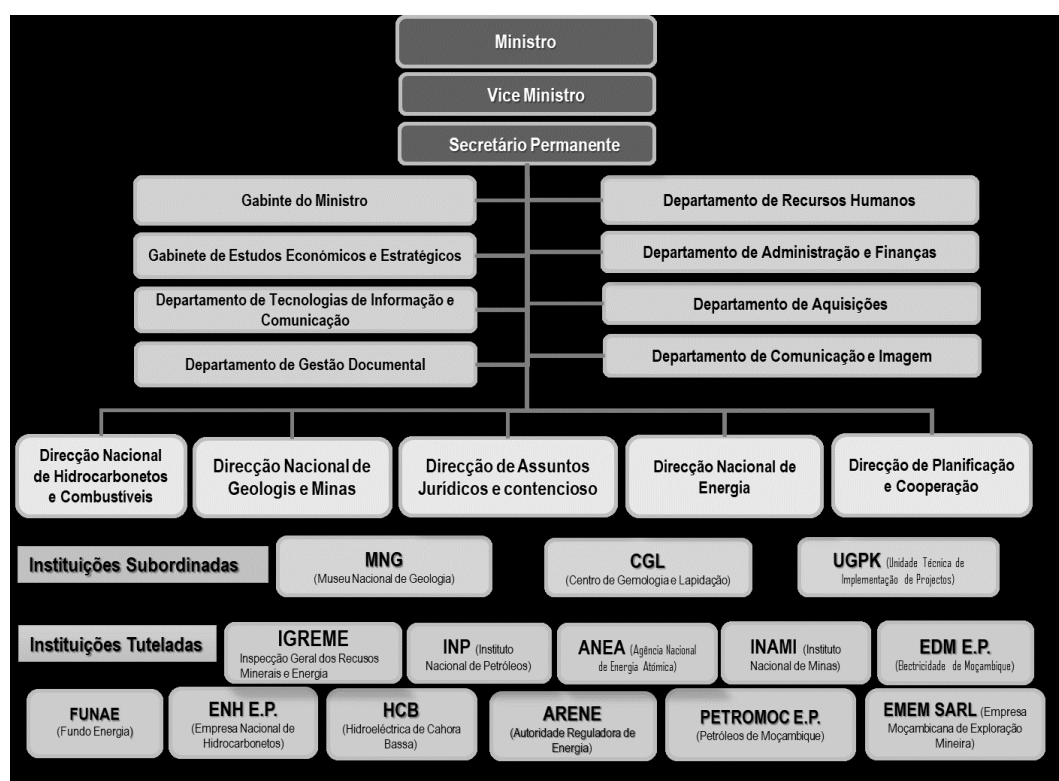 Ministro
Vice Ministro
Secretário Permanente
Gabinte do Ministro
Departamento de Recursos Humanos
Gabinete de Estudos Económicos e Estratégicos
Departamento de Administração e Finanças
Departamento de Tecnologias de Informação e
Comunicação
Departamento de Aquisições
Departamento de Gestão Documental
Departamento de Comunicação e Imagem
Direcção Nacional
de Hidrocarbonetos
e Combustíveis
Direcção Nacional de
Geologis e Minas
Direcção de Assuntos
Jurídicos e contencioso
Direcção Nacional de
Energia
Direcção de Planificação
e Cooperação
Instituições Subordinadas
MNG
(Museu Nacional de Geologia)
CGL
(Centro de Gemologia e Lapidação)
UGPK (Unidade Técnica de
Implementação de Projectos)
Instituições Tuteladas
IGREME
Inspecção Geral dos Recusos
Minerais e Energia
INP (Instituto
Nacional de Petróleos)
ANEA (Agência Nacional
de Energia Atómica)
INAMI (Instituto
Nacional de Minas)
EDM E.P.
(Electricidade de Moçambique)
FUNAE
(Fundo Energia)
ENH E.P.
(Empresa Nacional de
Hidrocarbonetos)
HCB
(Hidroeléctrica de Cahora
Bassa)
ARENE
(Autoridade Reguladora de
Energia)
PETROMOC E.P.
(Petróleos de Moçambique)
EMEM SARL (Empresa
Moçambicana de Exploração
Mineira)